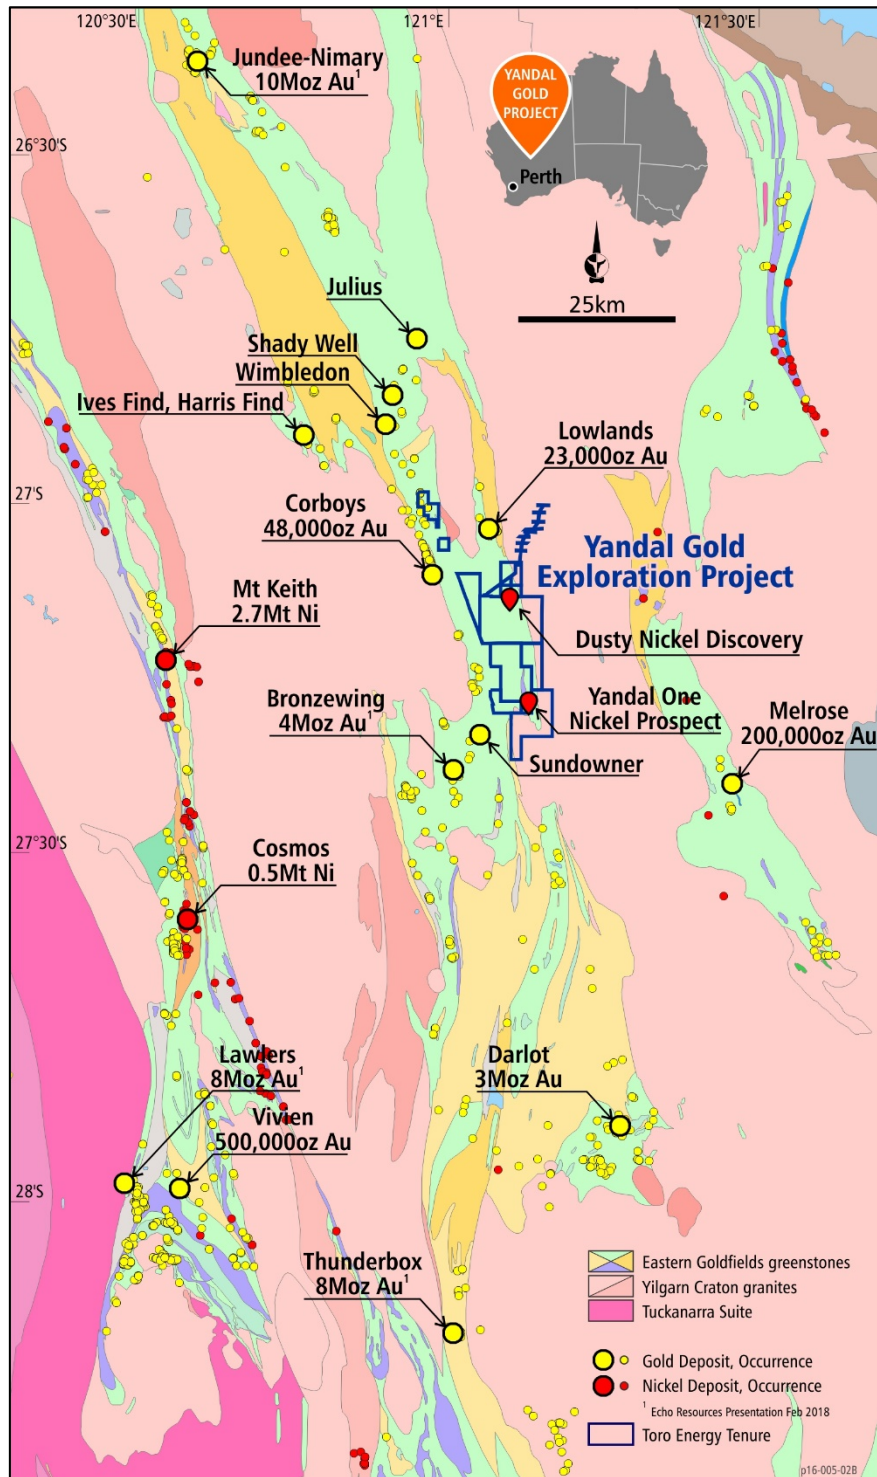 120°30'E
121°E
121°30'E
Jundee-Nimary
10Moz Au¹
YANDAL
GOLD
PROJECT
Perth
26°30'S
25km
Julius
Shady Well
Wimbledon
Ives Find, Harris Find
Lowlands
23,000oz Au
27°S
Corboys
48,000oz Au
Yandal Gold
Exploration Project
Mt Keith
2.7Mt Ni
Dusty Nickel Discovery
Bronzewing
4Moz Au¹
Yandal One
Nickel Prospect
Melrose
200,000oz Au
Sundowner
27°30'S
Cosmos
0.5Mt Ni
Lawlers
8Moz Au¹
Darlot
3Moz Au
Vivien
500,000oz Au
28°S
Thunderbox
8Moz Au¹
Eastern Goldfields greenstones
Yilgarn Craton granites
Tuckanarra Suite
Gold Deposit, Occurrence
Nickel Deposit, Occurrence
¹ Echo Resources Presentation Feb 2018
Toro Energy Tenure
p16-005-02B